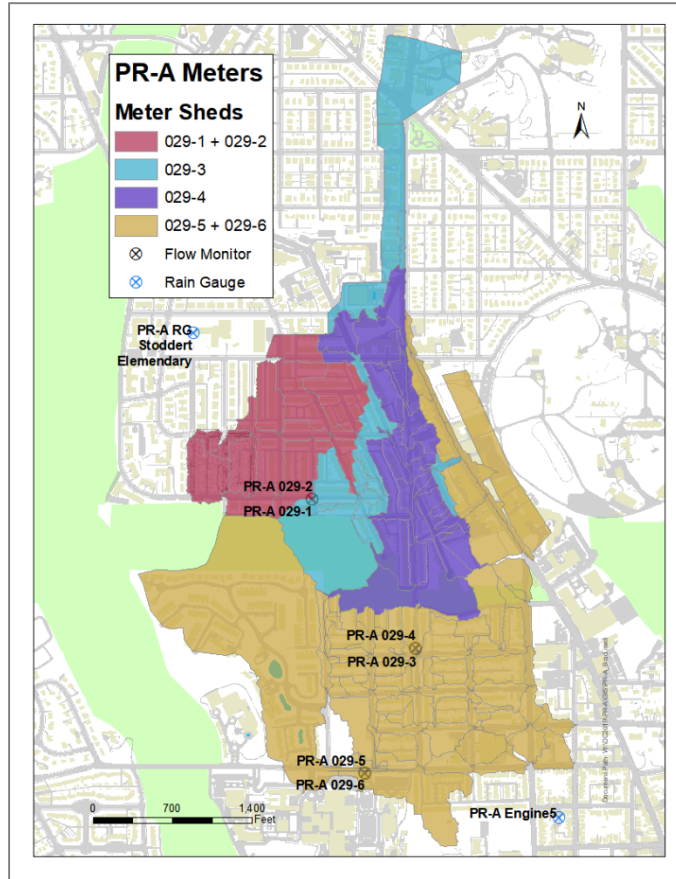 PR-A Meters
Meter Sheds
029-1 + 029-2
029-3
029-4
029-5 + 029-6
Flow Monitor
Rain Gauge
N
PR-A RG
Stoddert
Elemendary
PR-A 029-2
PR-A 029-1
PR-A 029-4
PR-A 029-3
PR-A 029-5
PR-A 029-6
0 700 1,400
Feet
PR-A Engine5